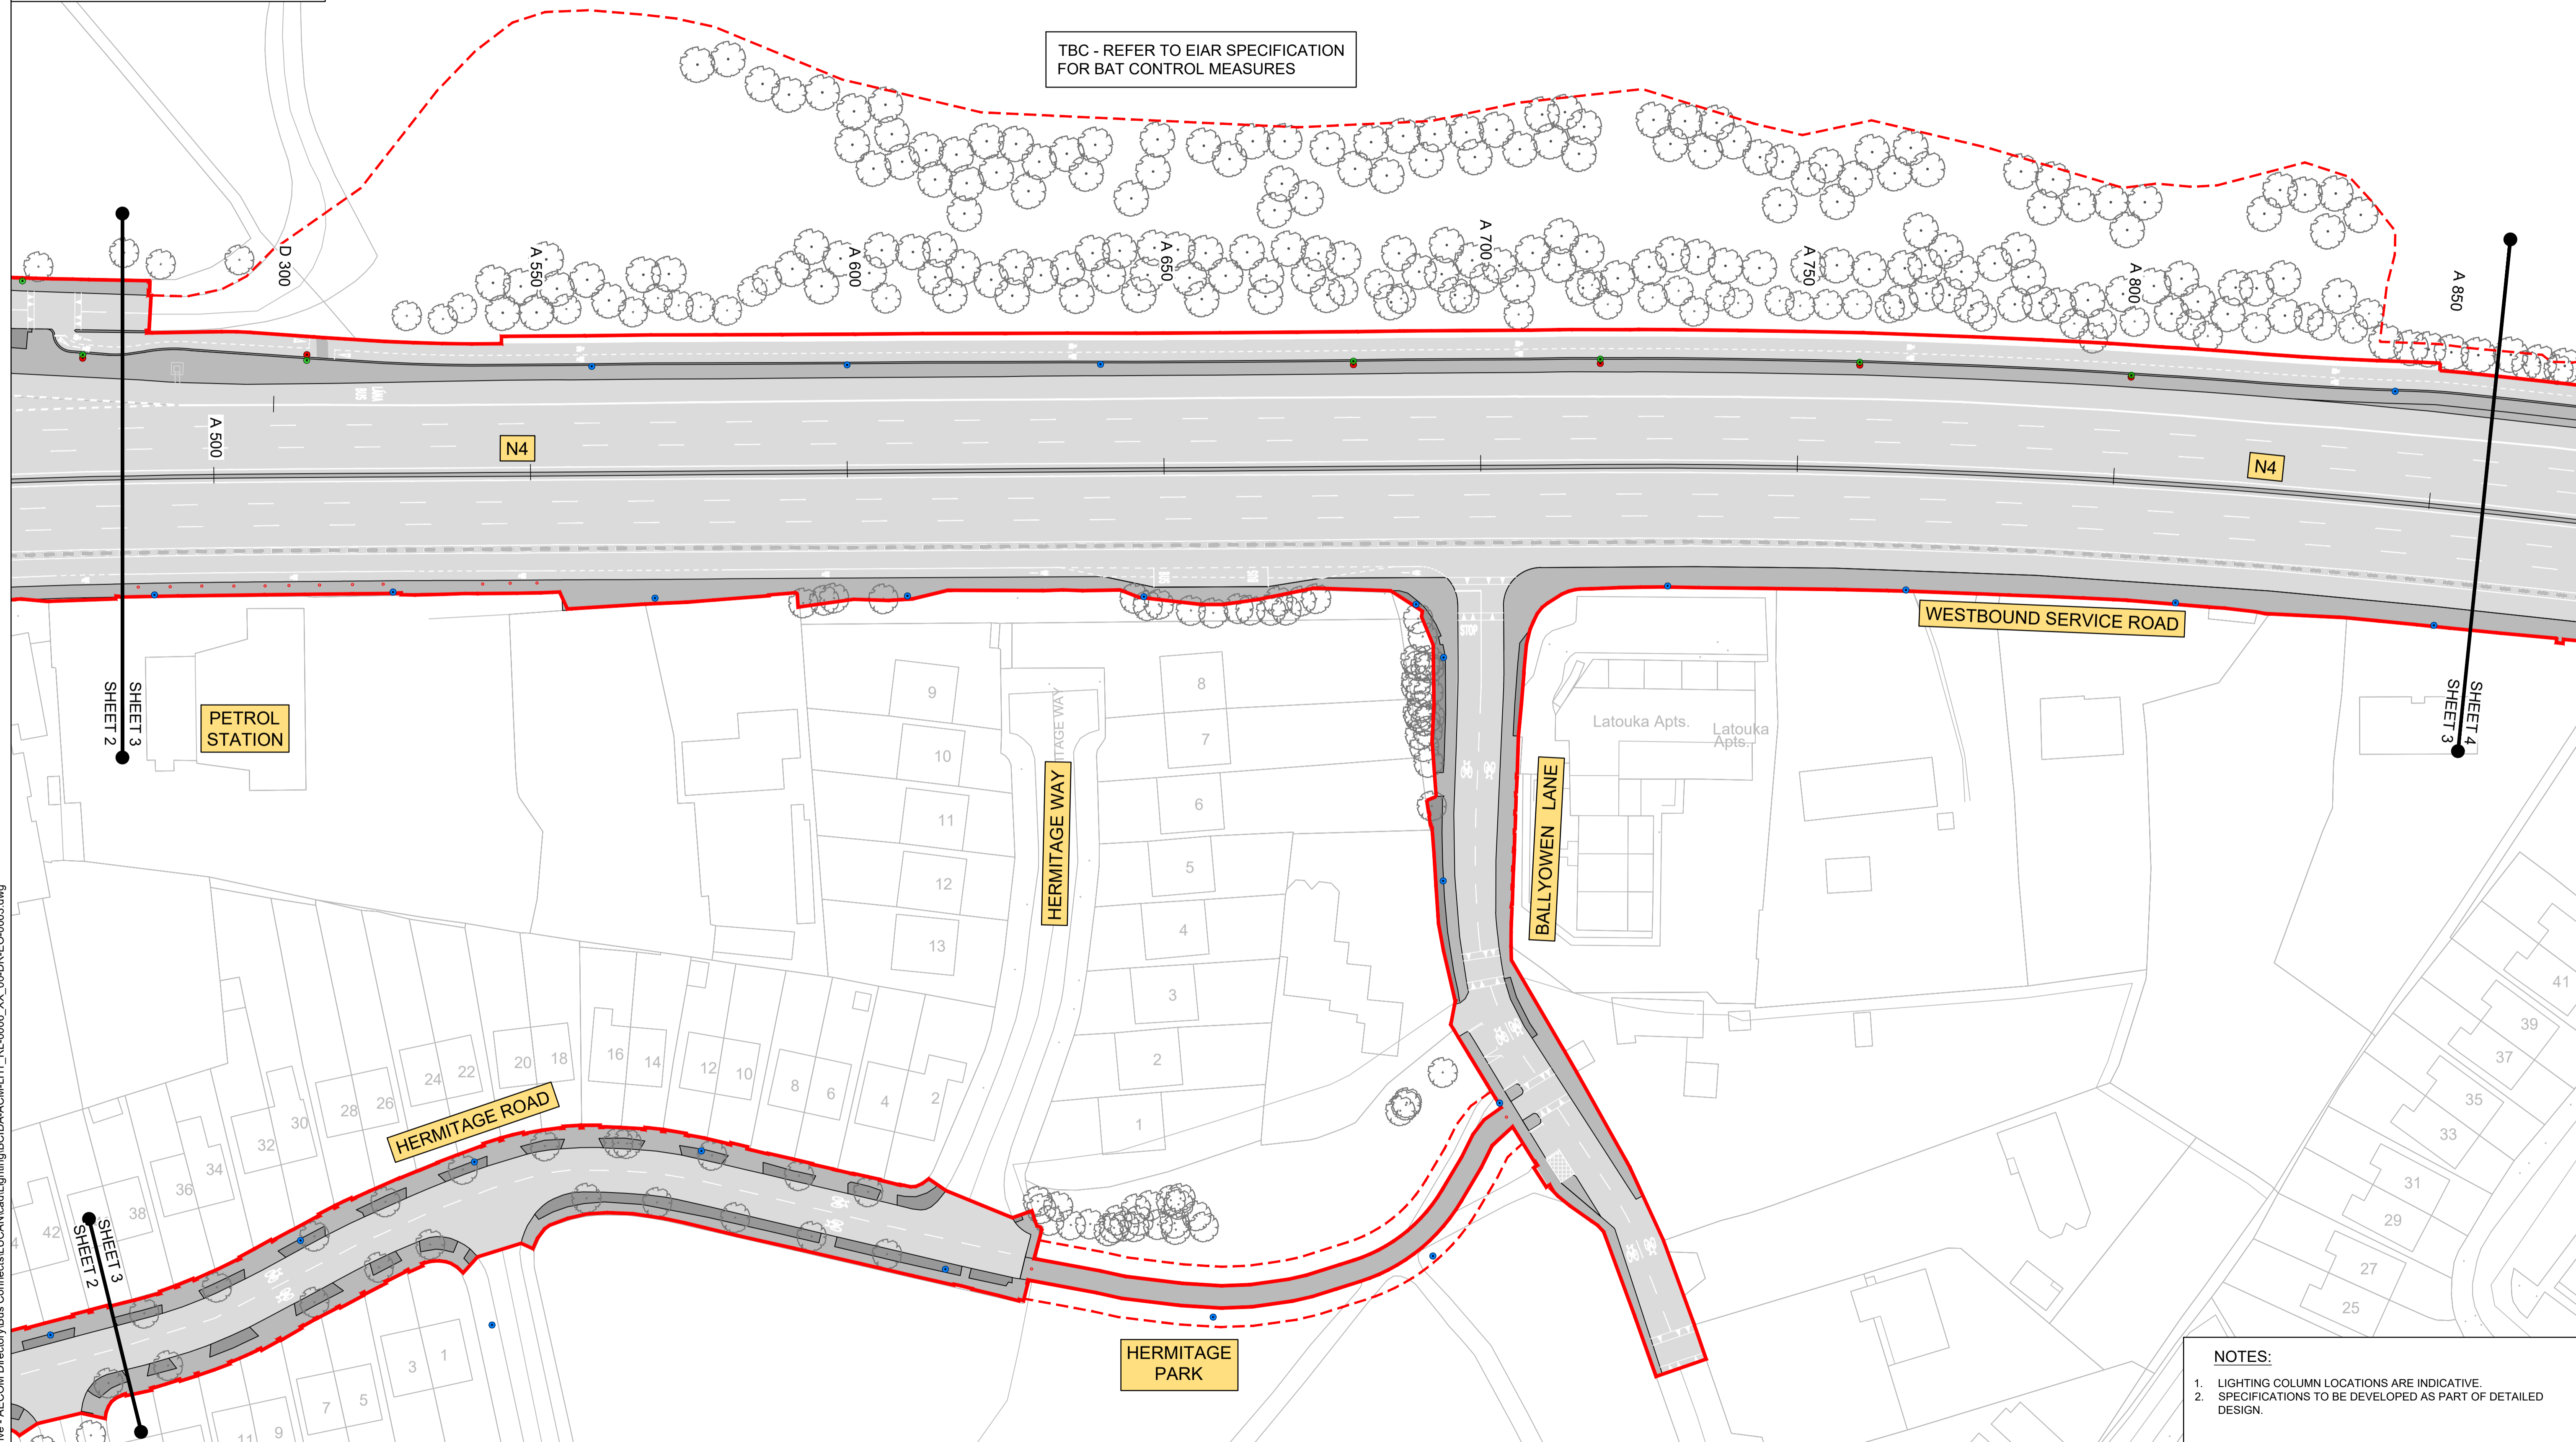 TBC - REFER TO EIAR SPECIFICATION
FOR BAT CONTROL MEASURES
D 300
A 550
A 600
A 650
A 700
A 750
A 800
A 850
LÁNA
BUS
A 500
N4
N4
BUS
STOP
WESTBOUND SERVICE ROAD
SHEET 3
SHEET 2
PETROL
STATION
SHEET 4
SHEET 3
HERMITAGE WAY
BALLYOWEN LANE
Latouka Apts.
Latouka
Apts.
9
10
11
12
13
8
7
6
5
4
3
2
1
HERMITAGE ROAD
42
38
36
34
32
30
28
26
24
22
20
18
16
14
12
10
8
6
4
2
SHEET 3
SHEET 2
11
9
7
5
3
1
HERMITAGE
PARK
41
39
37
35
33
31
29
27
25
NOTES:
1. LIGHTING COLUMN LOCATIONS ARE INDICATIVE.
2. SPECIFICATIONS TO BE DEVELOPED AS PART OF DETAILED
DESIGN.